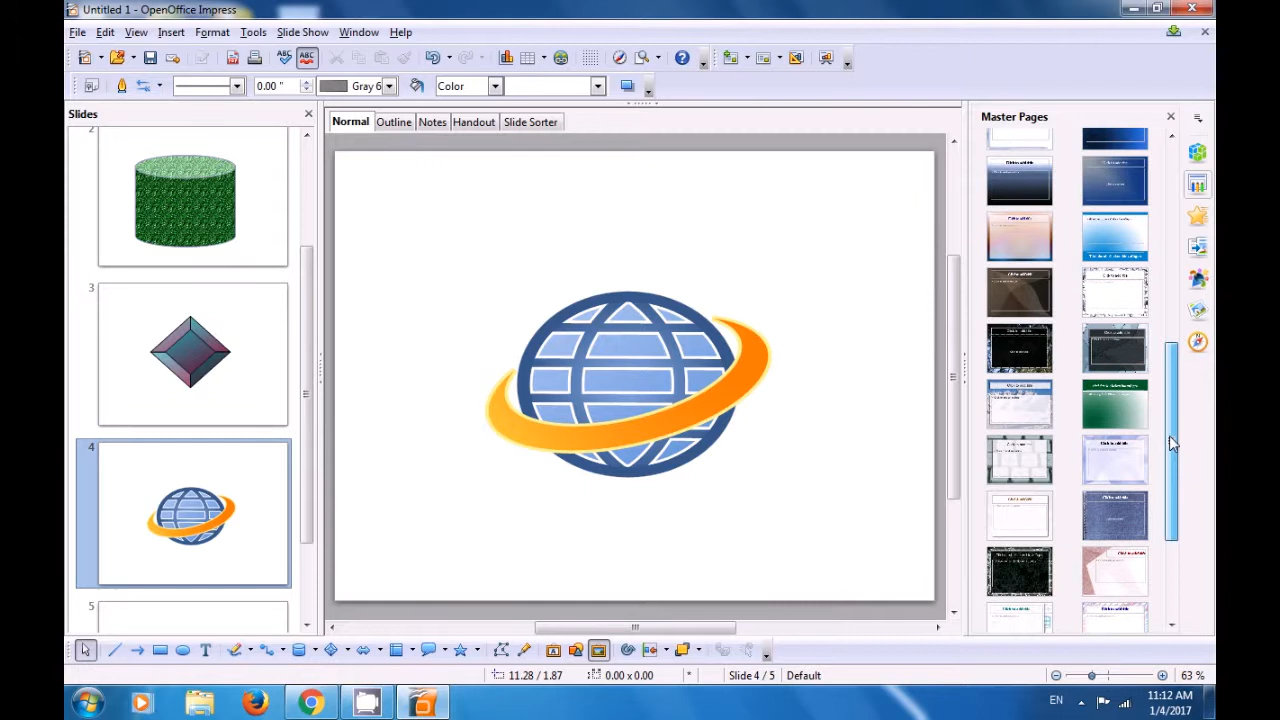 Untitled 1 - OpenOffice Impress
File Edit View Insert Format Tools Slide Show Window Help
ABC ABC
0.00 " Gray 6 Color
Slides
Normal Outline Notes Handout Slide Sorter
Master Pages
2
3
4
5
11.28 / 1.87 0.00 x 0.00 * Slide 4 / 5 Default 63 %
EN 11:12 AM
1/4/2017